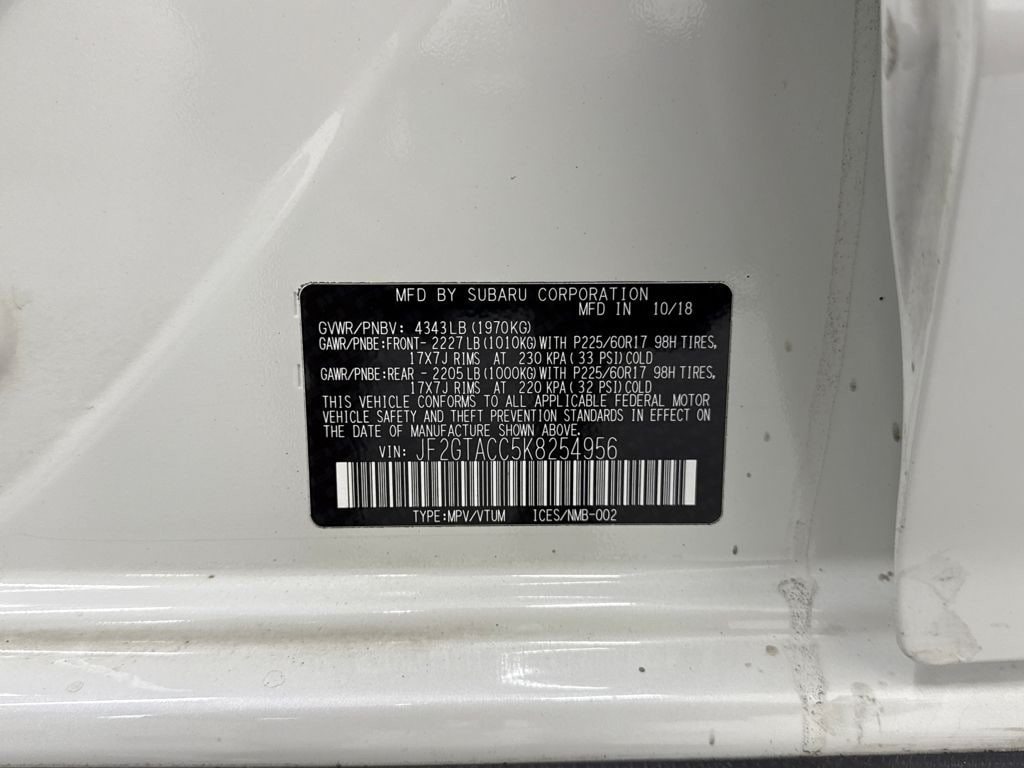 MFD BY SUBARU CORPORATION
MFD IN 10/18
GVWR/PNBV: 4343LB(1970KG)
GAWR/PNBE:FRONT- 2227LB(1010KG)WITH P225/60R17 98H TIRES,
17X7J RIMS AT 230 KPA(33 PSI)COLD
GAWR/PNBE:REAR - 2205LB(1000KG)WITH P225/60R17 98H TIRES,
17X7J RIMS AT 220 KPA(32 PSI)COLD
THIS VEHICLE CONFORMS TO ALL APPLICABLE FEDERAL MOTOR
VEHICLE SAFETY AND THEFT PREVENTION STANDARDS IN EFFECT ON
THE DATE OF MANUFACTURE SHOWN ABOVE.
VIN: JF2GTACC5K8254956
TYPE:MPV/VTUM ICES/NMB-002